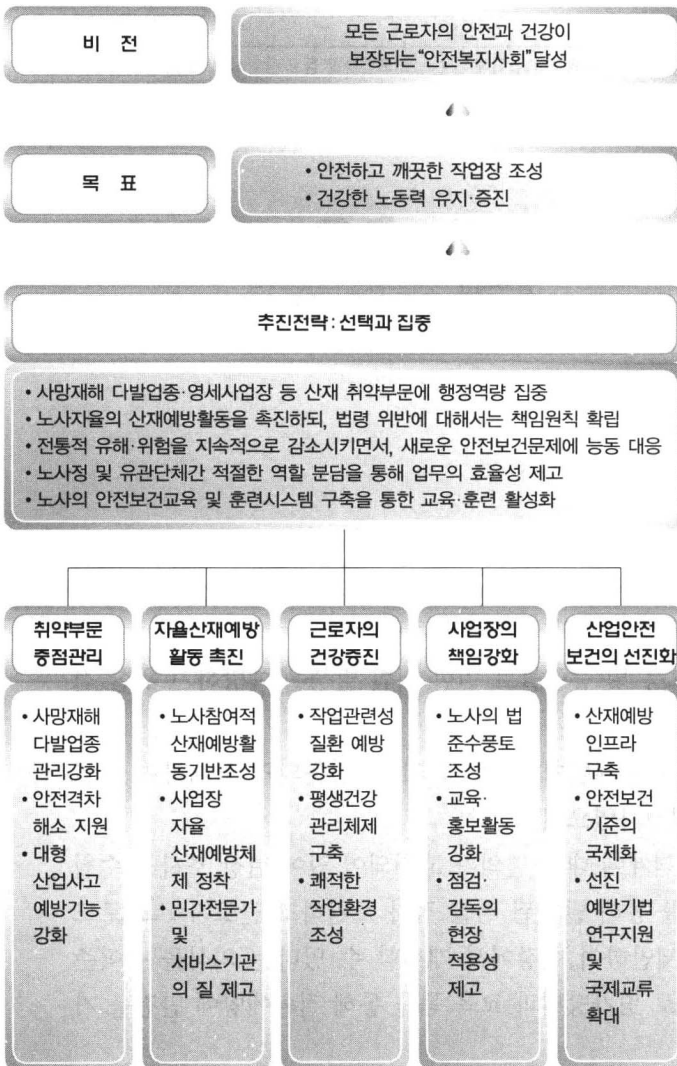 비 전
모든 근로자의 안전과 건강이
보장되는 “안전복지사회” 달성
목 표
• 안전하고 깨끗한 작업장 조성
• 건강한 노동력 유지·증진
추진전략 : 선택과 집중
• 사망재해 다발업종·영세사업장 등 산재 취약부문에 행정역량 집중
• 노사자율의 산재예방활동을 촉진하되, 법령 위반에 대해서는 책임원칙 확립
• 전통적 유해·위험을 지속적으로 감소시키면서, 새로운 안전보건문제에 능동 대응
• 노사정 및 유관단체간 적절한 역할 분담을 통해 업무의 효율성 제고
• 노사의 안전보건교육 및 훈련시스템 구축을 통한 교육·훈련 활성화
취약부문
중점관리
• 사망재해
다발업종
관리강화
• 안전격차
해소 지원
• 대형
산업사고
예방기능
강화
자율산재예방
활동 촉진
• 노사참여적
산재예방활
동기반조성
• 사업장
자율
산재예방체
제 정착
• 민간전문가
및
서비스기관
의 질 제고
근로자의
건강증진
• 작업관련성
질환 예방
강화
• 평생건강
관리체제
구축
• 쾌적한
작업환경
조성
사업장의
책임강화
• 노사의 법
준수풍토
조성
• 교육·
홍보활동
강화
• 점검·
감독의
현장
적용성
제고
산업안전
보건의 선진화
• 산재예방
인프라
구축
• 안전보건
기준의
국제화
• 선진
예방기법
연구지원
및
국제교류
확대